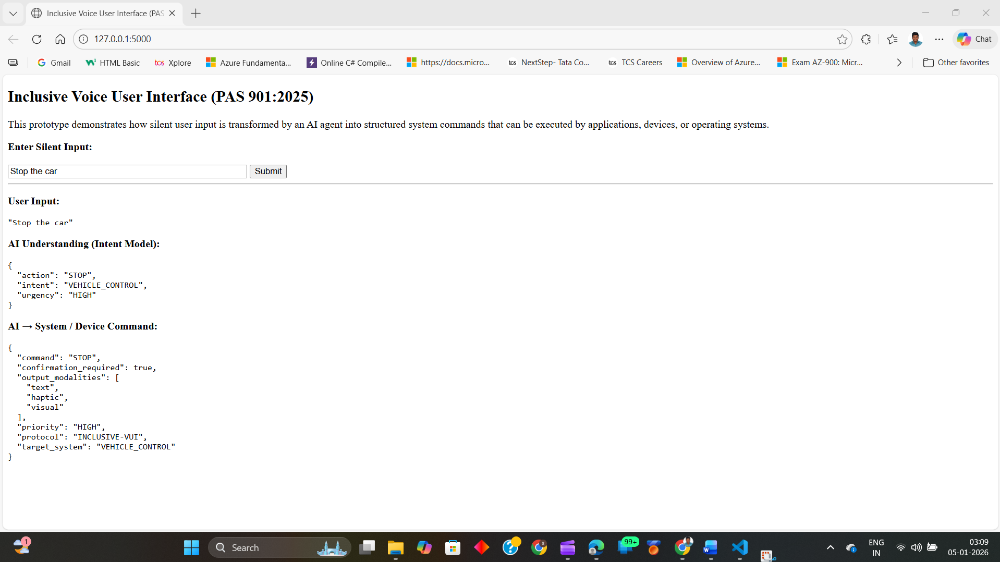 Inclusive Voice User Interface (PAS
127.0.0.1:5000
Chat
Gmail
HTML Basic
tcs Xplore
Azure Fundamenta...
Online C# Compile...
https://docs.micro...
tcs NextStep- Tata Co...
tcs TCS Careers
Overview of Azure...
Exam AZ-900: Micr...
Other favorites
Inclusive Voice User Interface (PAS 901:2025)
This prototype demonstrates how silent user input is transformed by an AI agent into structured system commands that can be executed by applications, devices, or operating systems.
Enter Silent Input:
Stop the car Submit
User Input:
"Stop the car"
AI Understanding (Intent Model):
{
"action": "STOP",
"intent": "VEHICLE_CONTROL",
"urgency": "HIGH"
}
AI → System / Device Command:
{
"command": "STOP",
"confirmation_required": true,
"output_modalities": [
"text",
"haptic",
"visual"
],
"priority": "HIGH",
"protocol": "INCLUSIVE-VUI",
"target_system": "VEHICLE_CONTROL"
}
1
Search
S
99+
W
ENG
IN
03:09
05-01-2026